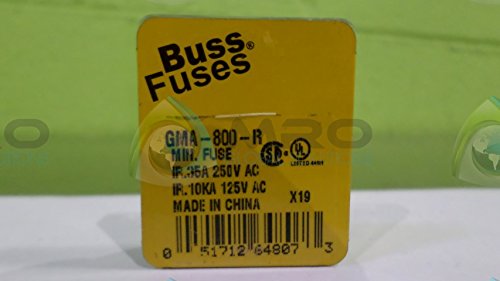 Buss®
Fuses
GMA-800-R
MIN. FUSE
IR.35A 250V AC
IR.10KA 125V AC
MADE IN CHINA
X19
LISTED
0 51712 64807 3